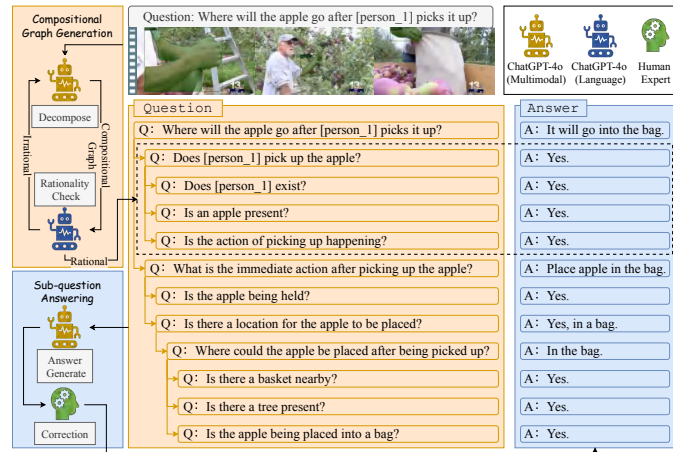 Compositional
Graph Generation
Decompose
Irrational
Compositional
Graph
Rationality
Check
Rational
Sub-question
Answering
Answer
Generate
Correction
Question: Where will the apple go after [person_1] picks it up?
13
13
13
ChatGPT-4o
(Multimodal)
ChatGPT-4o
(Language)
Human
Expert
Question
Q: Where will the apple go after [person_1] picks it up?
Q: Does [person_1] pick up the apple?
Q: Does [person_1] exist?
Q: Is an apple present?
Q: Is the action of picking up happening?
Q: What is the immediate action after picking up the apple?
Q: Is the apple being held?
Q: Is there a location for the apple to be placed?
Q: Where could the apple be placed after being picked up?
Q: Is there a basket nearby?
Q: Is there a tree present?
Q: Is the apple being placed into a bag?
Answer
A: It will go into the bag.
A: Yes.
A: Yes.
A: Yes.
A: Yes.
A: Place apple in the bag.
A: Yes.
A: Yes, in a bag.
A: In the bag.
A: Yes.
A: Yes.
A: Yes.